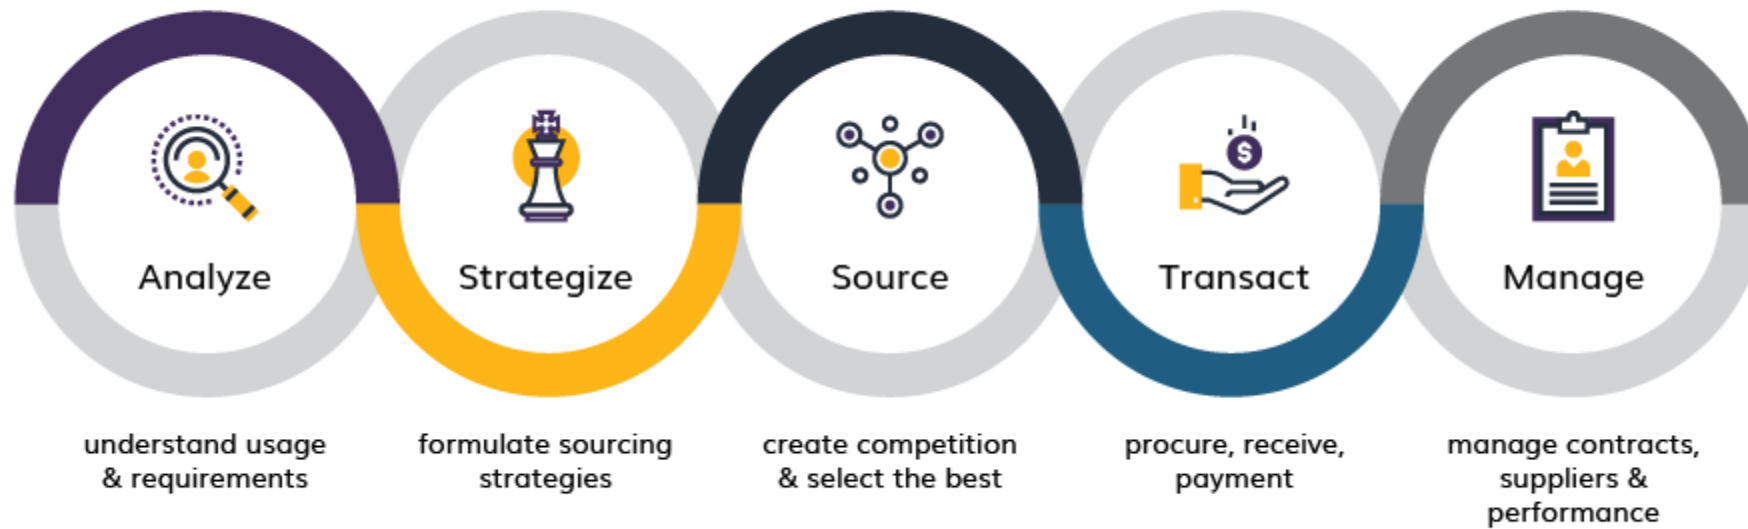 Analyze
Strategize
Source
Transact
Manage
understand usage
& requirements
formulate sourcing
strategies
create competition
& select the best
procure, receive,
payment
manage contracts,
suppliers &
performance
$